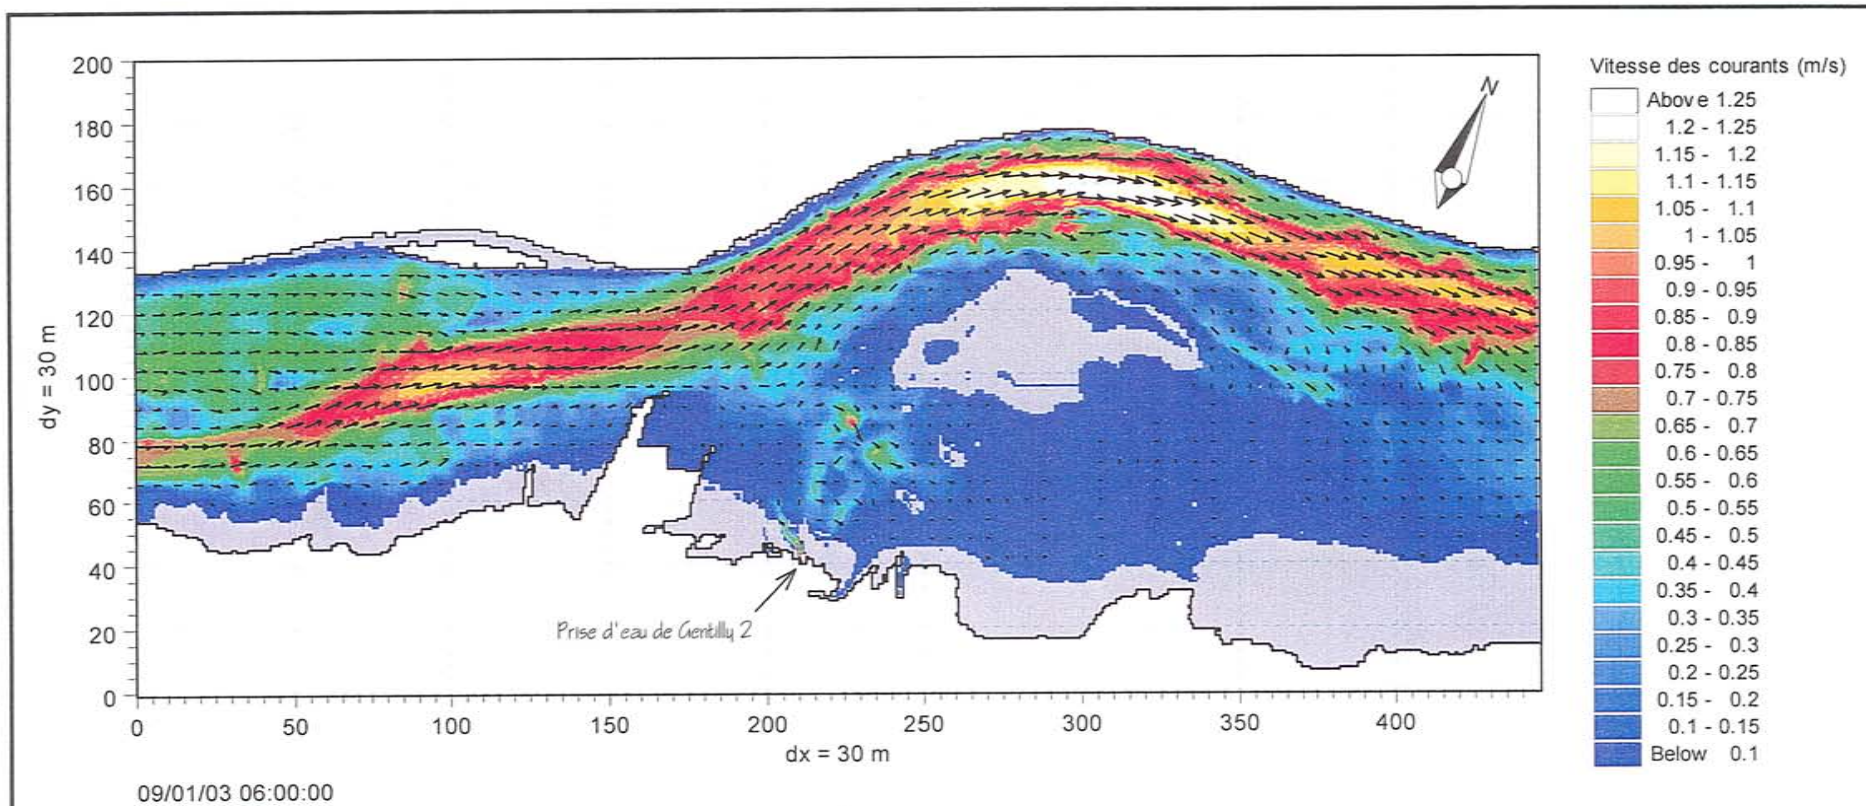 Vitesse des courants (m/s)
Above 1.25
1.2 - 1.25
1.15 - 1.2
1.1 - 1.15
1.05 - 1.1
1 - 1.05
0.95 - 1
0.9 - 0.95
0.85 - 0.9
0.8 - 0.85
0.75 - 0.8
0.7 - 0.75
0.65 - 0.7
0.6 - 0.65
0.55 - 0.6
0.5 - 0.55
0.45 - 0.5
0.4 - 0.45
0.35 - 0.4
0.3 - 0.35
0.25 - 0.3
0.2 - 0.25
0.15 - 0.2
0.1 - 0.15
Below 0.1
N
200
180
160
140
120
100
80
60
40
20
0
dy = 30 m
Prise d'eau de Gentilly 2
0 50 100 150 200 250 300 350 400
dx = 30 m
09/01/03 06:00:00